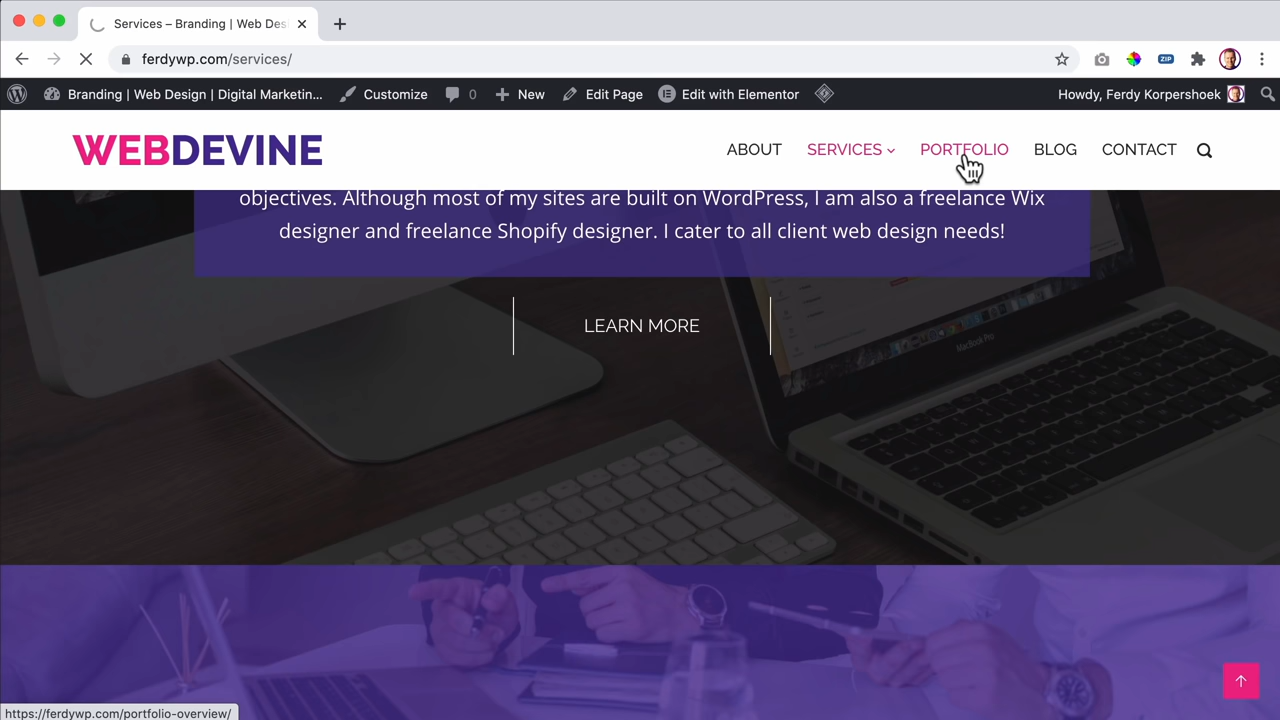 Services – Branding | Web Des
ferdywp.com/services/
ZIP
Branding | Web Design | Digital Marketin...
Customize
0
New
Edit Page
Edit with Elementor
Howdy, Ferdy Korpershoek
WEBDEVINE
ABOUT
SERVICES
PORTFOLIO
BLOG
CONTACT
objectives. Although most of my sites are built on WordPress, I am also a freelance Wix
designer and freelance Shopify designer. I cater to all client web design needs!
LEARN MORE
MacBook Pro
https://ferdywp.com/portfolio-overview/